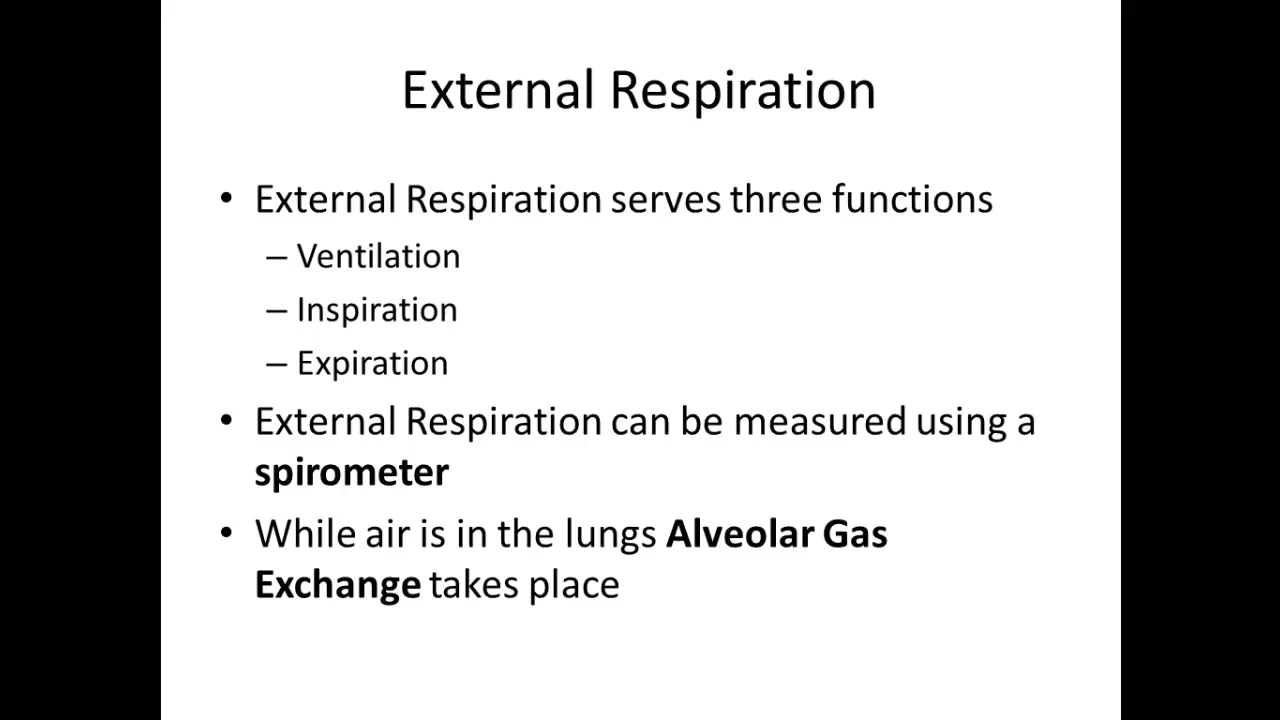 External Respiration
• External Respiration serves three functions
– Ventilation
– Inspiration
– Expiration
• External Respiration can be measured using a
spirometer
• While air is in the lungs Alveolar Gas
Exchange takes place